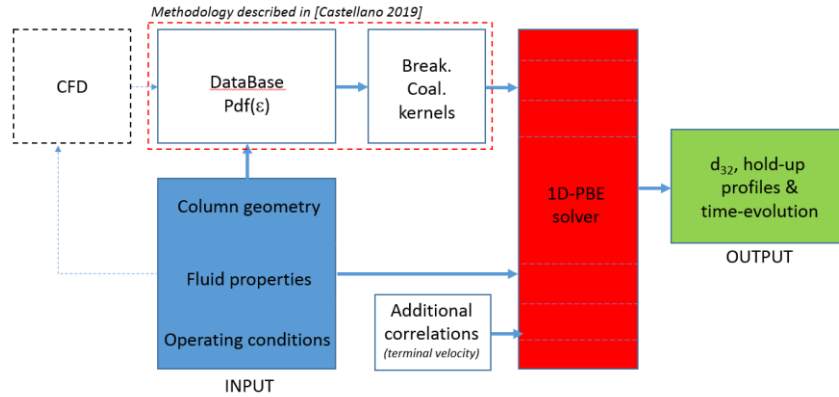 Methodology described in [Castellano 2019]
CFD
DataBase
Pdf(ε)
Break.
Coal.
kernels
Column geometry
Fluid properties
Operating conditions
INPUT
Additional
correlations
(terminal velocity)
1D-PBE
solver
d32, hold-up
profiles &
time-evolution
OUTPUT